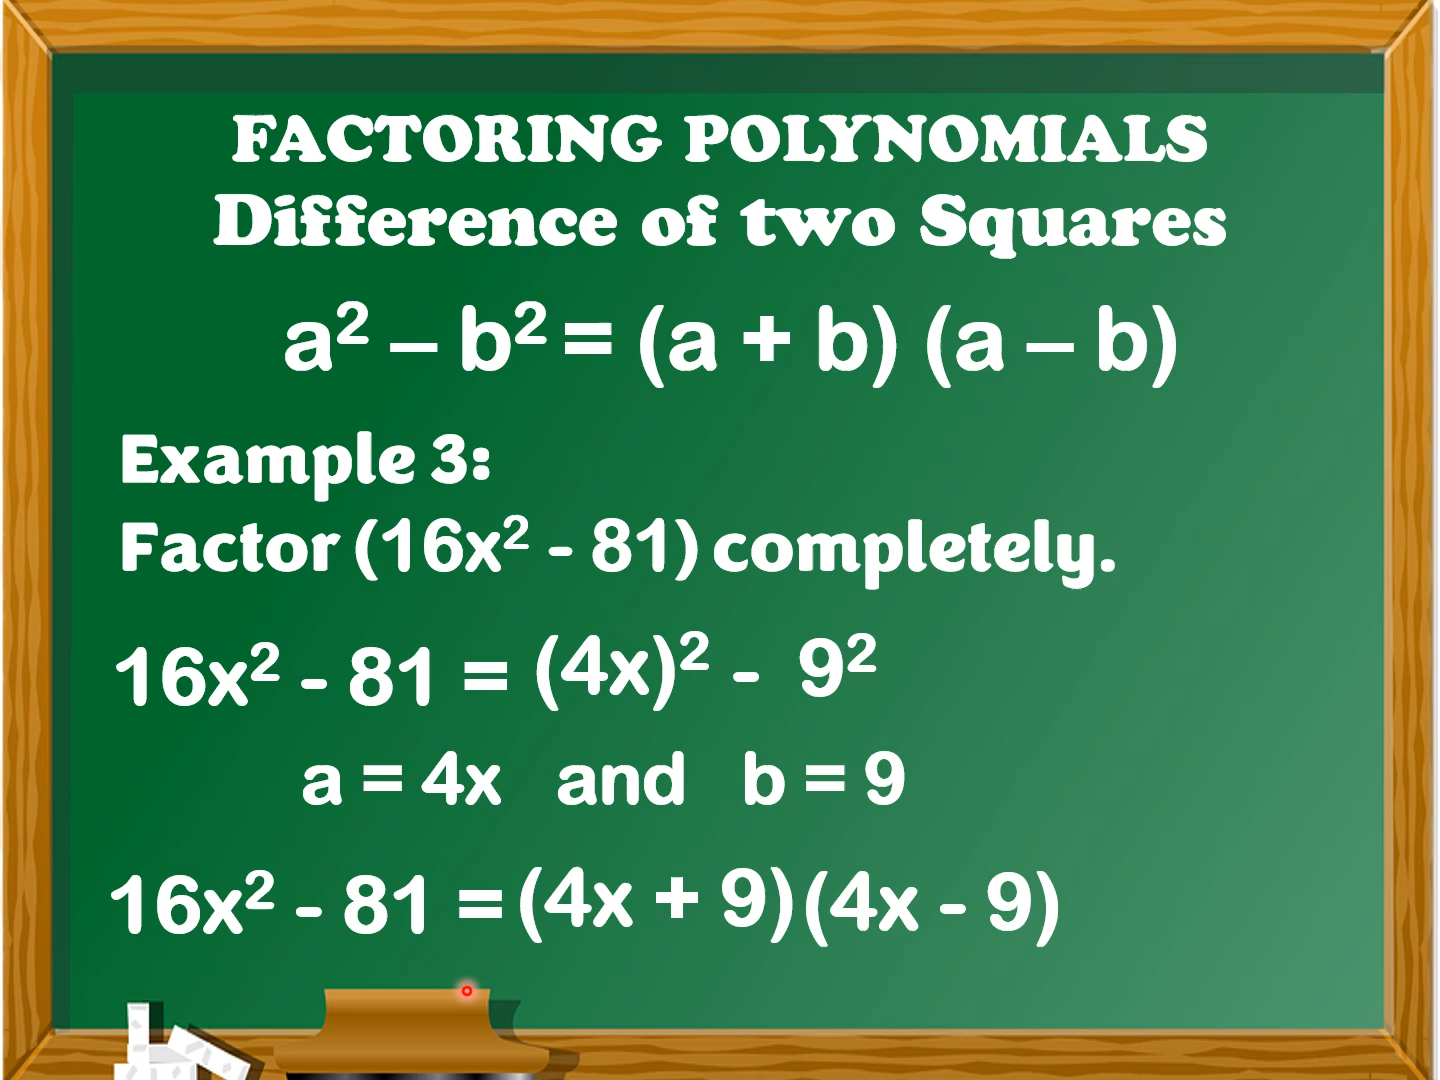 FACTORING POLYNOMIALS
Difference of two Squares
a² – b² = (a + b) (a – b)
Example 3:
Factor (16x² - 81) completely.
16x² - 81 = (4x)² - 9²
a = 4x and b = 9
16x² - 81 = (4x + 9)(4x - 9)